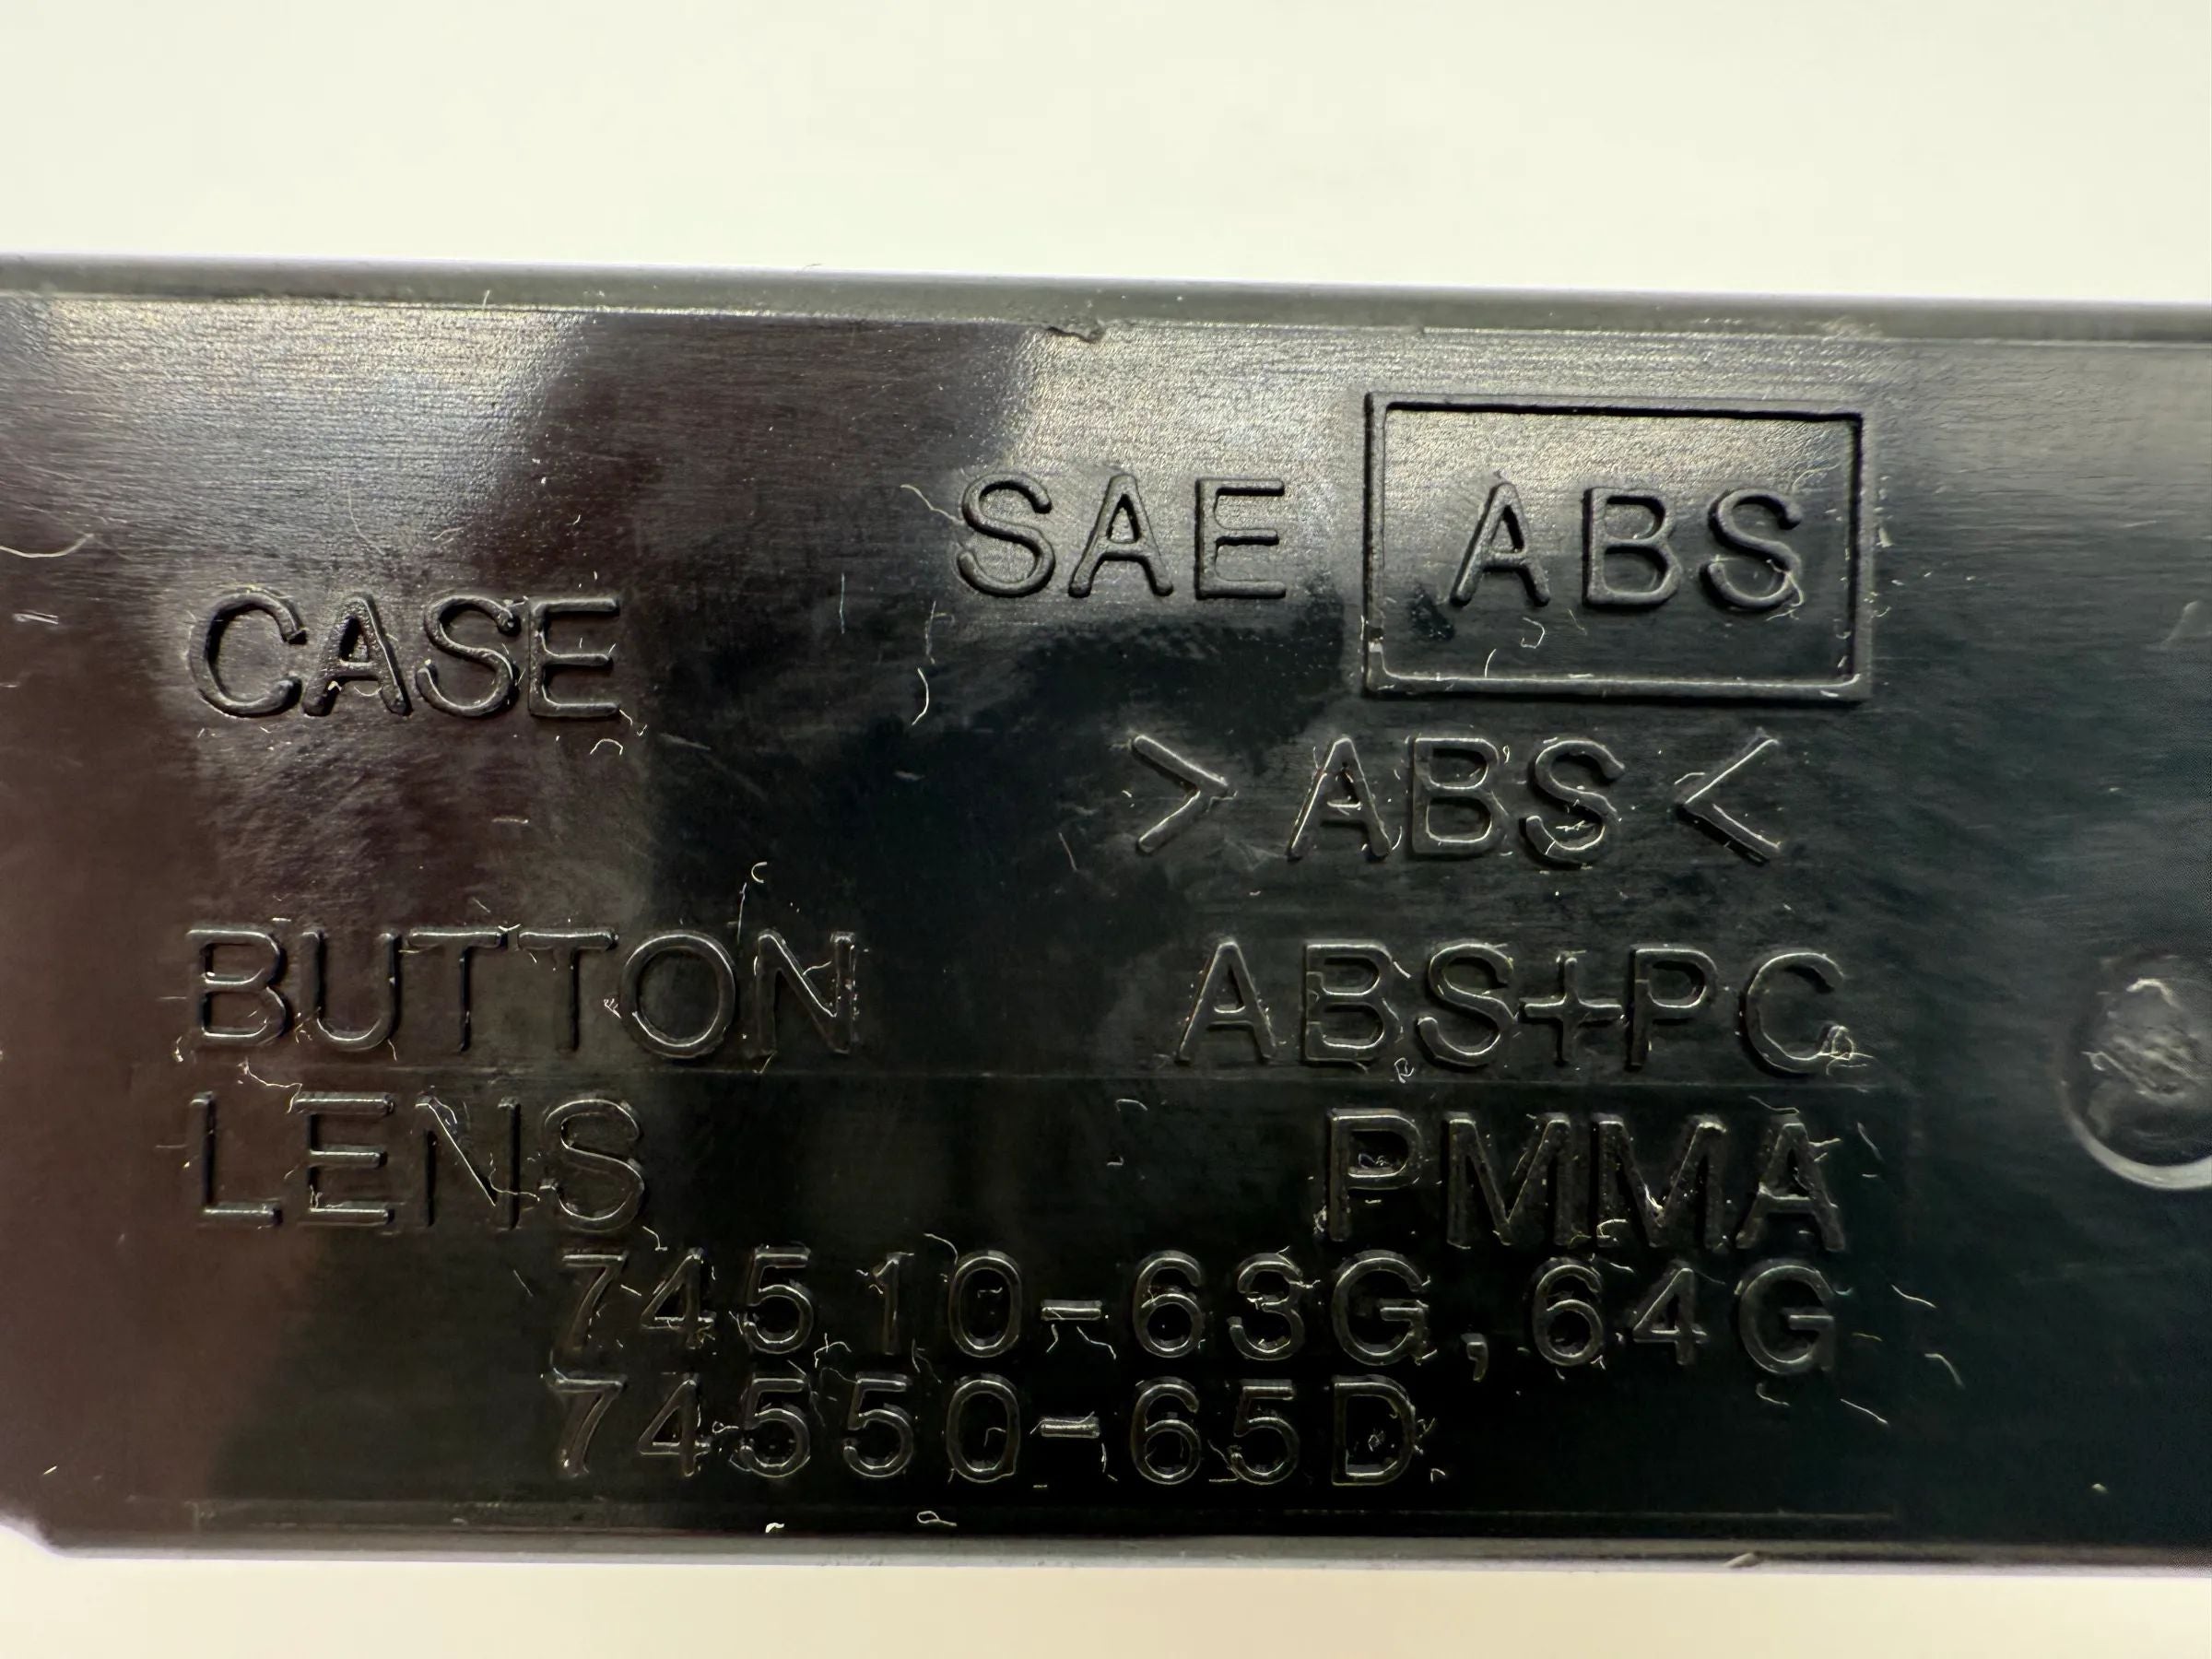 SAE ABS
CASE >ABS<
BUTTON ABS+PC
LENS PMMA
74510-63G,64G
74550-65D